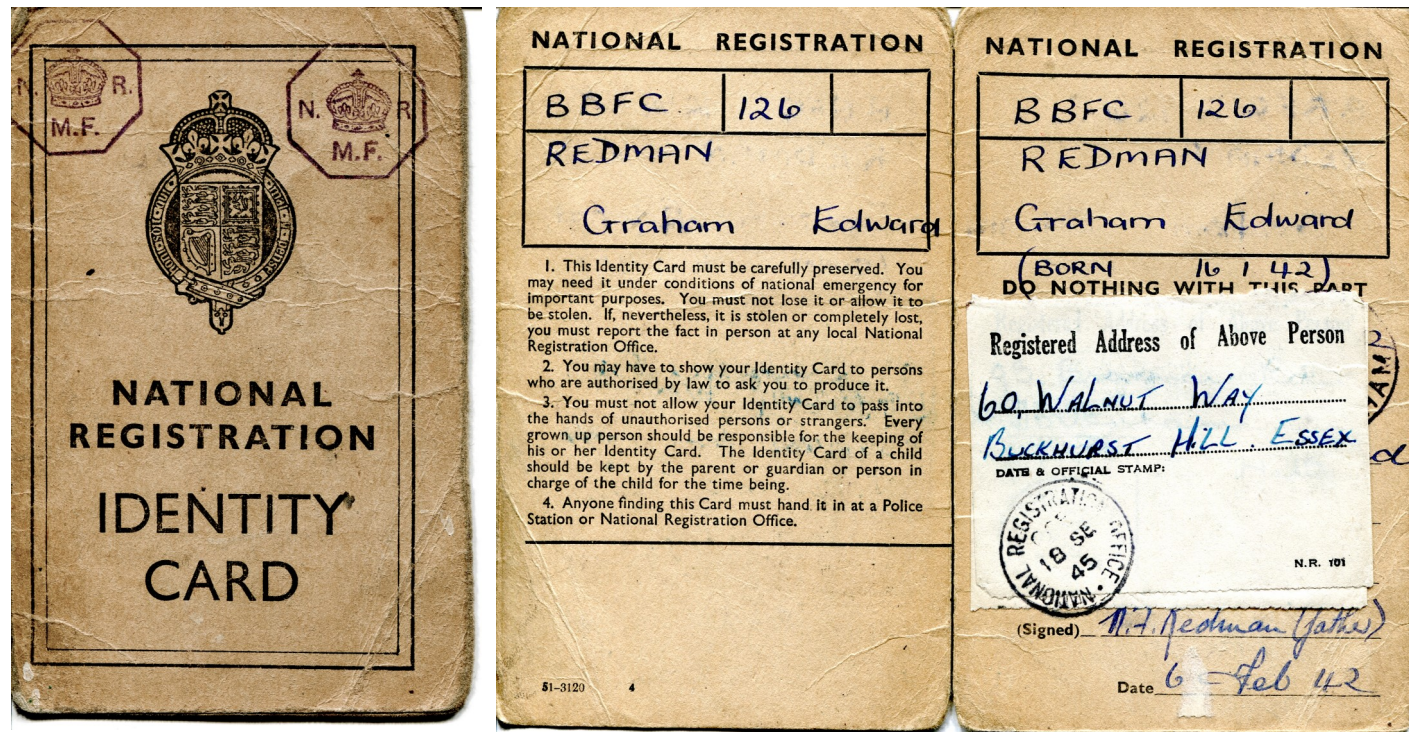 N. R.
M.F.
N. R
M.F.
NATIONAL
REGISTRATION
IDENTITY
CARD
NATIONAL REGISTRATION
BBFC 126
REDMAN
Graham Edward
1. This Identity Card must be carefully preserved. You
may need it under conditions of national emergency for
important purposes. You must not lose it or allow it to
be stolen. If, nevertheless, it is stolen or completely lost,
you must report the fact in person at any local National
Registration Office.
2. You may have to show your Identity Card to persons
who are authorised by law to ask you to produce it.
3. You must not allow your Identity Card to pass into
the hands of unauthorised persons or strangers. Every
grown up person should be responsible for the keeping of
his or her Identity Card. The Identity Card of a child
should be kept by the parent or guardian or person in
charge of the child for the time being.
4. Anyone finding this Card must hand it in at a Police
Station or National Registration Office.
51-3120 4
NATIONAL REGISTRATION
BBFC 126
REDMAN
Graham Edward
(BORN 16 1 42)
DO NOTHING WITH THIS PART
Registered Address of Above Person
60, WALNUT WAY
BUCKHURST HILL. ESSEX
DATE & OFFICIAL STAMP:
NATIONAL REGISTRATION OFFICE
18 SE
45
N.R. 101
(Signed) Redman (father)
Date 6 - Feb 42